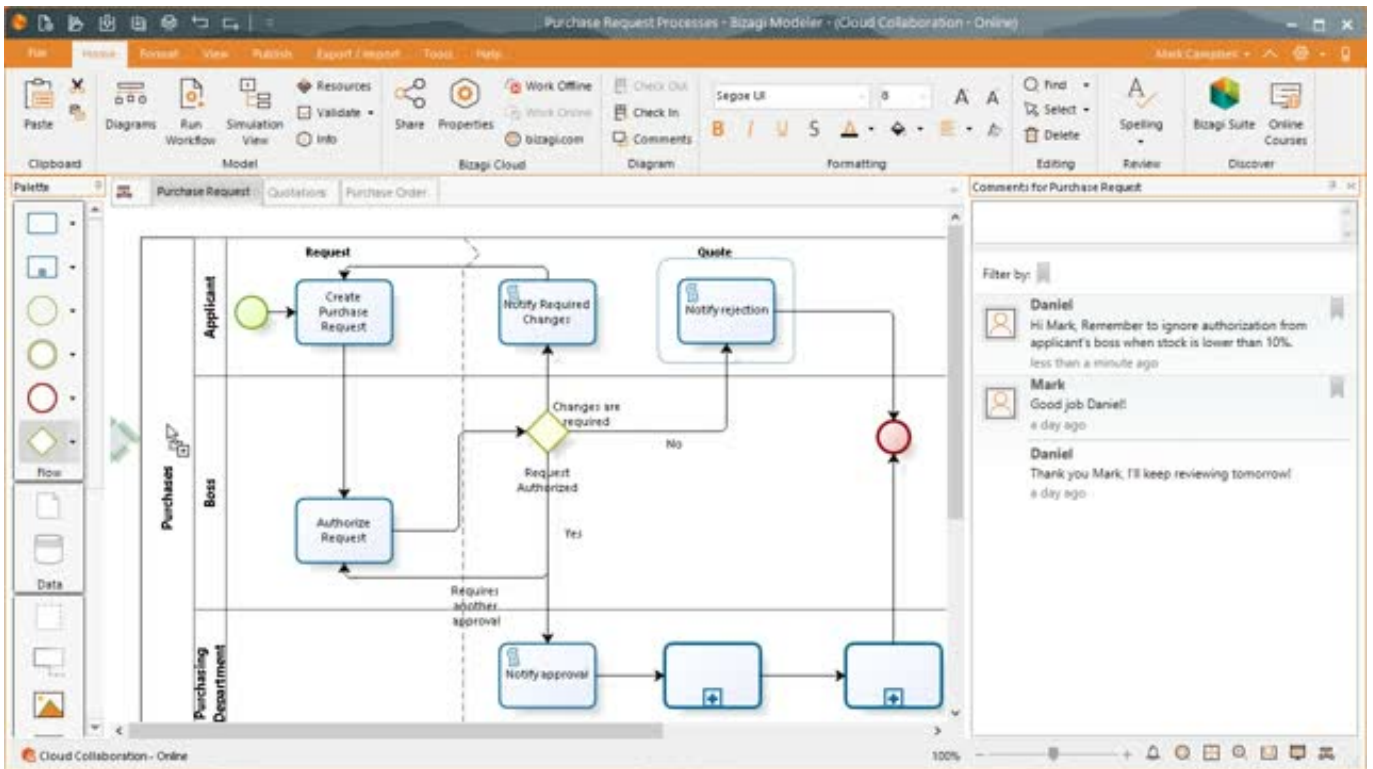 Purchase Request Processes - Bizagi Modeler - (Cloud Collaboration - Online)
File Home Format View Publish Export / Import Tools Help
Mark Campbell
Paste
Clipboard
Diagrams
Run
Workflow
Simulation
View
Resources
Validate
Info
Model
Share
Properties
Work Offline
Work Online
bizagi.com
Bizagi Cloud
Check Out
Check In
Comments
Diagram
Segoe UI
8
A A
B I U S A
Formatting
Find
Select
Delete
Editing
Spelling
Review
Bizagi Suite
Online
Courses
Discover
Palette
Flow
Data
Purchase Request
Quotations
Purchase Order
Purchases
Applicant
Boss
Purchasing
Department
Request
Quote
Create
Purchase
Request
Notify Required
Changes
Notify rejection
Changes are
required
No
Request
Authorized
Authorize
Request
Yes
Requires
another
approval
Notify approval
Comments for Purchase Request
Filter by:
Daniel
Hi Mark, Remember to ignore authorization from
applicant's boss when stock is lower than 10%.
less than a minute ago
Mark
Good job Daniel!
a day ago
Daniel
Thank you Mark, I'll keep reviewing tomorrow!
a day ago
Cloud Collaboration - Online
100%